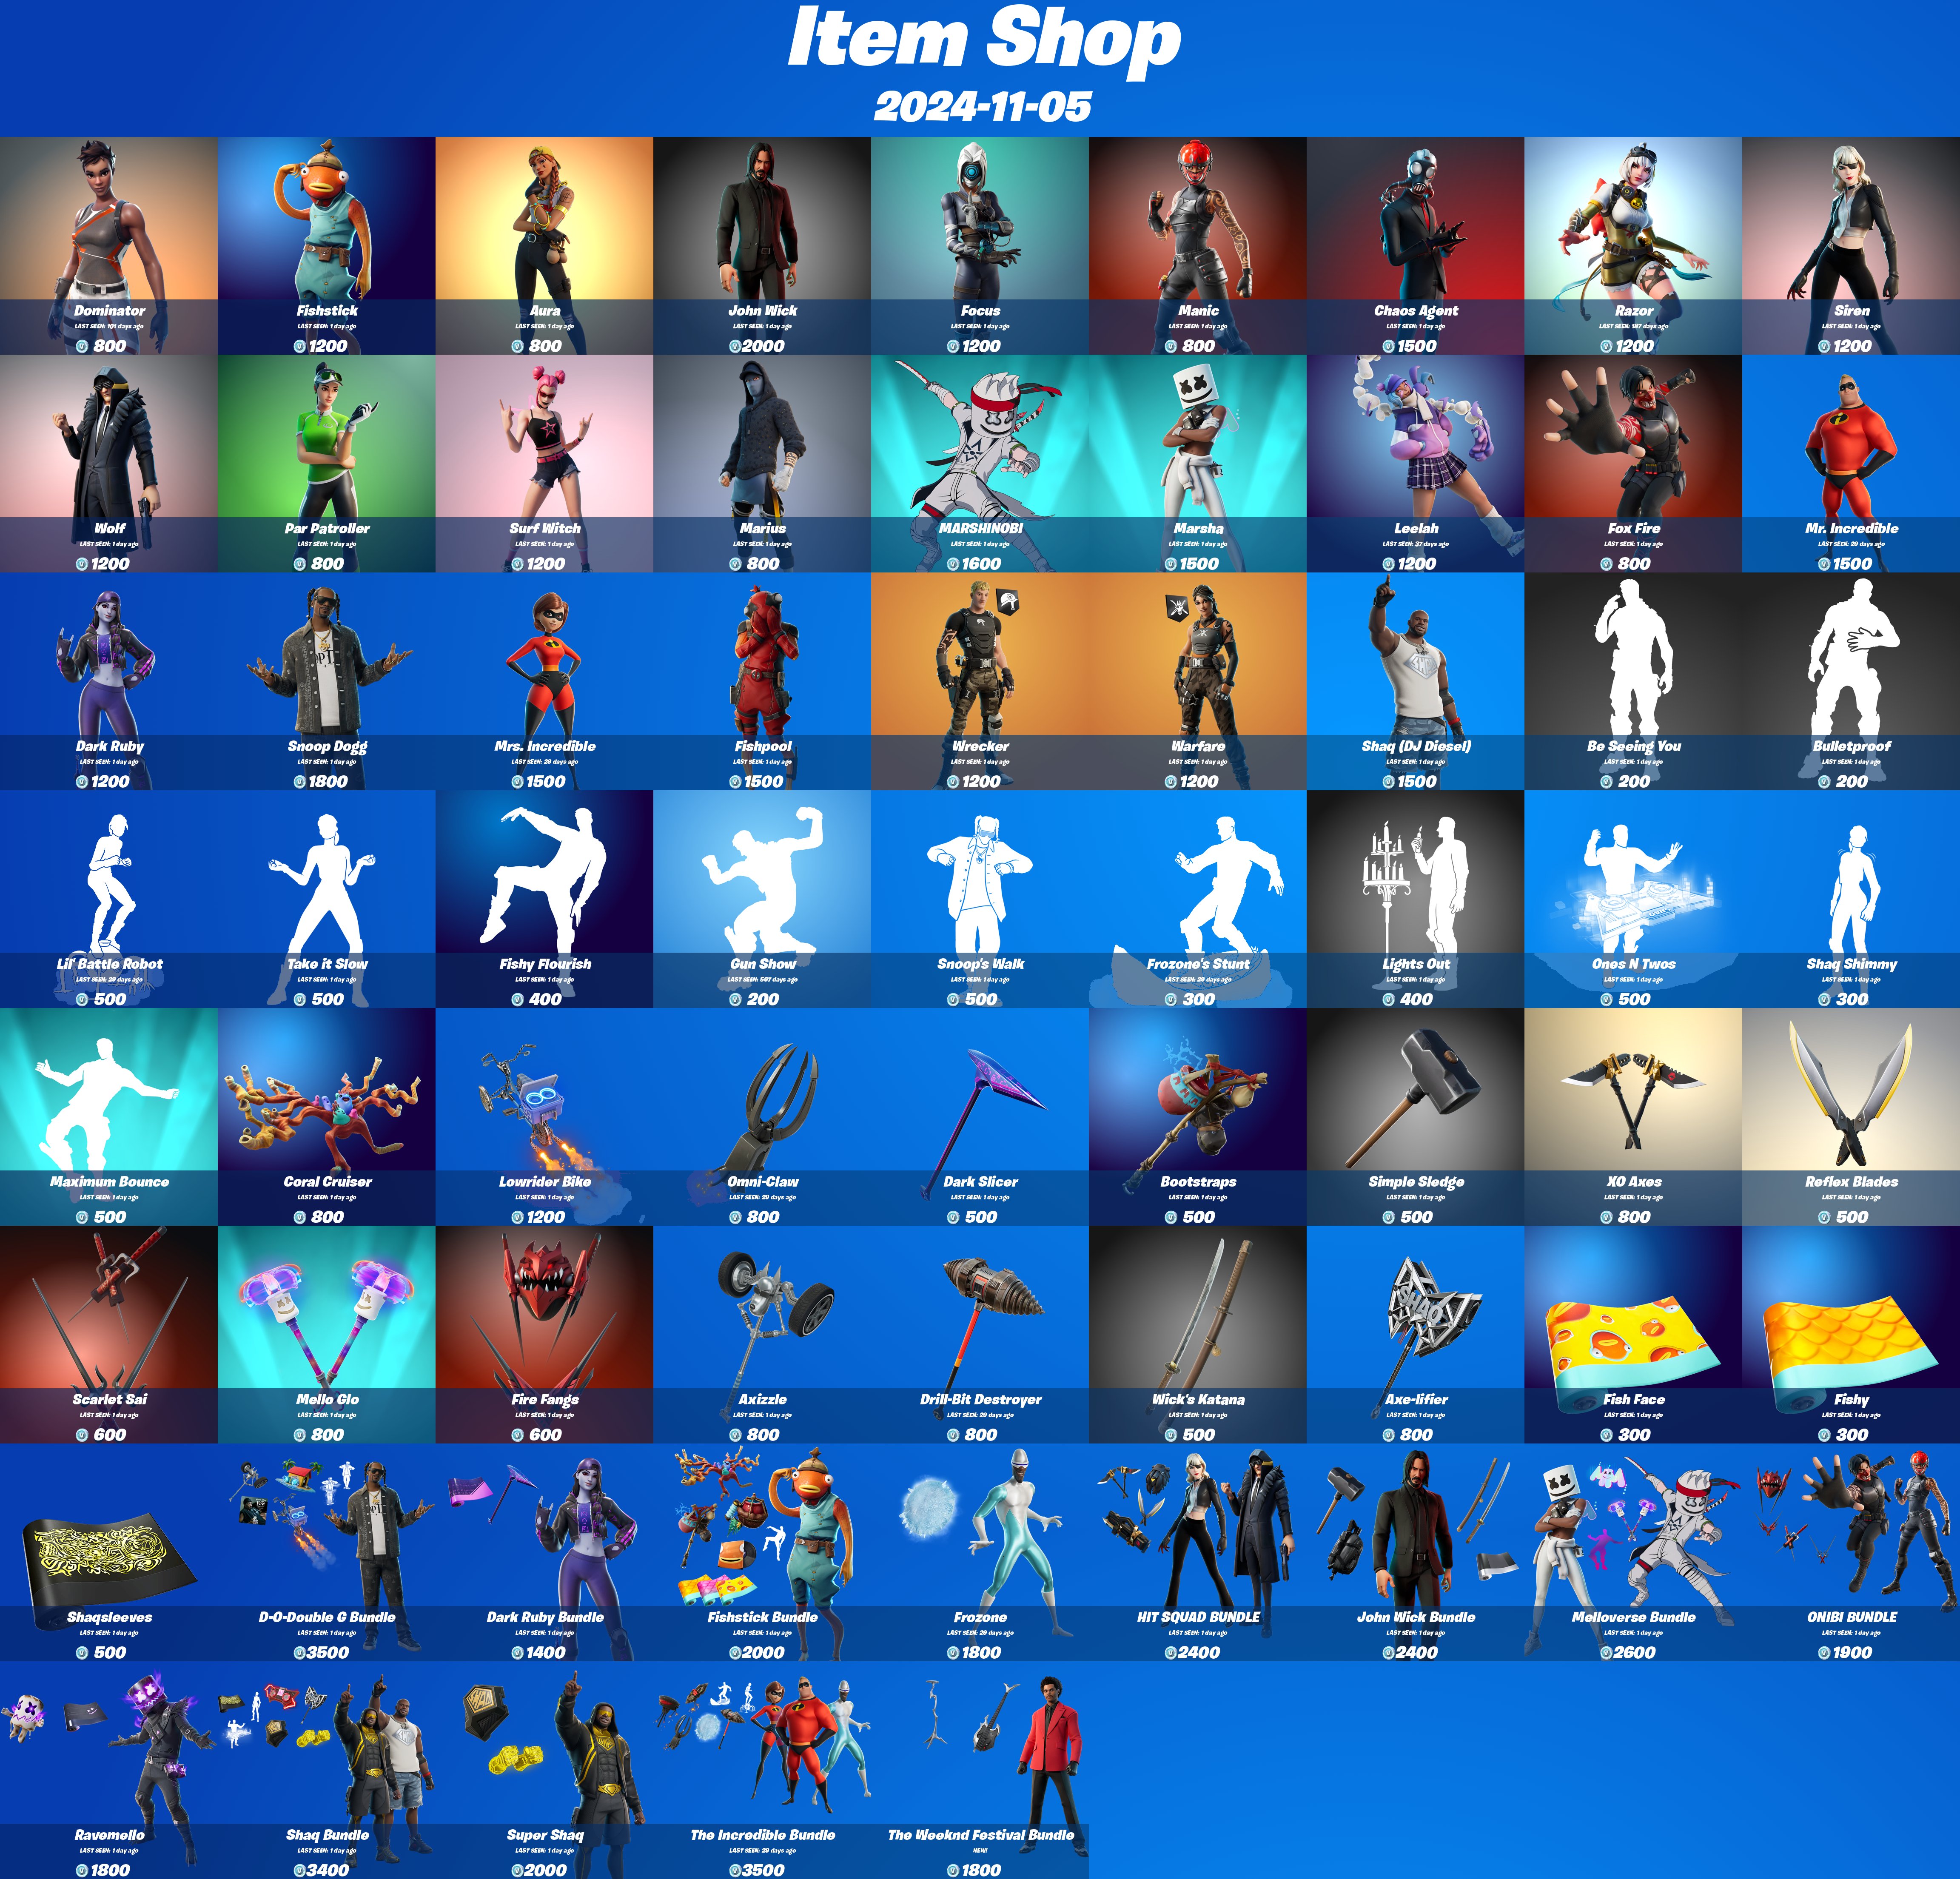 Item Shop
2024-11-05
Dominator
LAST SEEN: 101 days ago
800
Fishstick
LAST SEEN: 1 day ago
1200
Aura
LAST SEEN: 1 day ago
800
John Wick
LAST SEEN: 1 day ago
2000
Focus
LAST SEEN: 1 day ago
1200
Manic
LAST SEEN: 1 day ago
800
Chaos Agent
LAST SEEN: 1 day ago
1500
Razor
LAST SEEN: 187 days ago
1200
Siren
LAST SEEN: 1 day ago
1200
Wolf
LAST SEEN: 1 day ago
1200
Par Patroller
LAST SEEN: 1 day ago
800
Surf Witch
LAST SEEN: 1 day ago
1200
Marius
LAST SEEN: 1 day ago
800
MARSHINOBI
LAST SEEN: 1 day ago
1600
Marsha
LAST SEEN: 1 day ago
1500
Leelah
LAST SEEN: 37 days ago
1200
Fox Fire
LAST SEEN: 1 day ago
800
Mr. Incredible
LAST SEEN: 29 days ago
1500
Dark Ruby
LAST SEEN: 1 day ago
1200
Snoop Dogg
LAST SEEN: 1 day ago
1800
Mrs. Incredible
LAST SEEN: 29 days ago
1500
Fishpool
LAST SEEN: 1 day ago
1500
Wrecker
LAST SEEN: 1 day ago
1200
Warfare
LAST SEEN: 1 day ago
1200
Shaq (DJ Diesel)
LAST SEEN: 1 day ago
1500
Be Seeing You
LAST SEEN: 1 day ago
200
Bulletproof
LAST SEEN: 1 day ago
200
Lil' Battle Robot
LAST SEEN: 29 days ago
500
Take it Slow
LAST SEEN: 1 day ago
500
Fishy Flourish
LAST SEEN: 1 day ago
400
Gun Show
LAST SEEN: 587 days ago
200
Snoop's Walk
LAST SEEN: 1 day ago
500
Frozone's Stunt
LAST SEEN: 29 days ago
300
Lights Out
LAST SEEN: 1 day ago
400
Ones N Twos
LAST SEEN: 1 day ago
500
Shaq Shimmy
LAST SEEN: 1 day ago
300
Maximum Bounce
LAST SEEN: 1 day ago
500
Coral Cruiser
LAST SEEN: 1 day ago
800
Lowrider Bike
LAST SEEN: 1 day ago
1200
Omni-Claw
LAST SEEN: 29 days ago
800
Dark Slicer
LAST SEEN: 1 day ago
500
Bootstraps
LAST SEEN: 1 day ago
500
Simple Sledge
LAST SEEN: 1 day ago
500
XO Axes
LAST SEEN: 1 day ago
800
Reflex Blades
LAST SEEN: 1 day ago
500
Scarlet Sai
LAST SEEN: 1 day ago
600
Mello Glo
LAST SEEN: 1 day ago
800
Fire Fangs
LAST SEEN: 1 day ago
600
Axizzle
LAST SEEN: 1 day ago
800
Drill-Bit Destroyer
LAST SEEN: 29 days ago
800
Wick's Katana
LAST SEEN: 1 day ago
500
SHAQ
Axe-lifier
LAST SEEN: 1 day ago
800
Fish Face
LAST SEEN: 1 day ago
300
Fishy
LAST SEEN: 1 day ago
300
Shaqsleeves
LAST SEEN: 1 day ago
500
D-O-Double G Bundle
LAST SEEN: 1 day ago
3500
Dark Ruby Bundle
LAST SEEN: 1 day ago
1400
Fishstick Bundle
LAST SEEN: 1 day ago
2000
Frozone
LAST SEEN: 29 days ago
1800
HIT SQUAD BUNDLE
LAST SEEN: 1 day ago
2400
John Wick Bundle
LAST SEEN: 1 day ago
2400
Melloverse Bundle
LAST SEEN: 1 day ago
2600
ONIBI BUNDLE
LAST SEEN: 1 day ago
1900
Ravemello
LAST SEEN: 1 day ago
1800
Shaq Bundle
LAST SEEN: 1 day ago
3400
Super Shaq
LAST SEEN: 1 day ago
2000
The Incredible Bundle
LAST SEEN: 29 days ago
3500
The Weeknd Festival Bundle
NEW!
1800